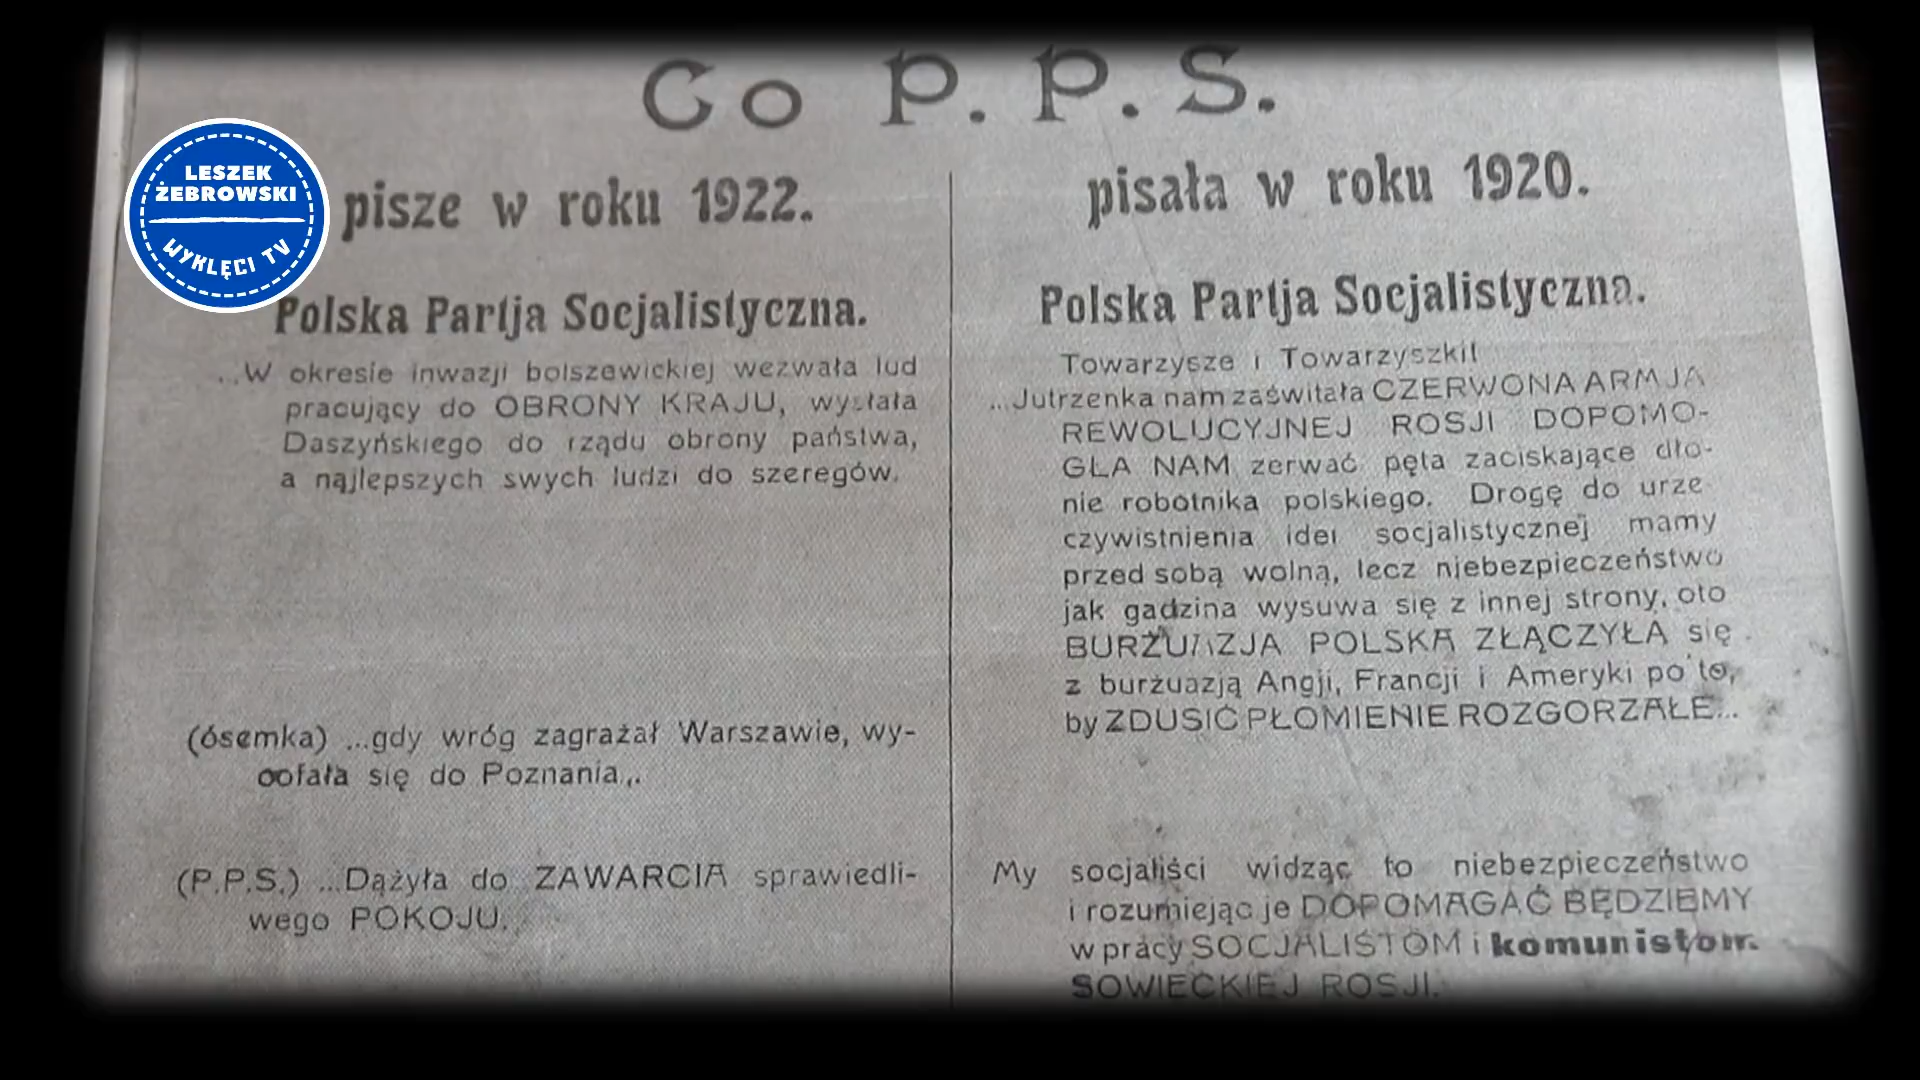 Co P. P. S.
LESZEK
ŻEBROWSKI
WYKLĘCI TV
pisze w roku 1922.
Polska Partja Socjalistyczna.
...W okresie inwazji bolszewickiej wezwała lud
pracujący do OBRONY KRAJU, wysłała
Daszyńskiego do rządu obrony państwa,
a najlepszych swych ludzi do szeregów.
(ósemka) ...gdy wróg zagrażał Warszawie, wy-
oofała się do Poznania,.
(P.P.S.) ...Dążyła do ZAWARCIA sprawiedli-
wego POKOJU.
pisała w roku 1920.
Polska Partja Socjalistyczna.
Towarzysze i Towarzyszki!
...Jutrzenka nam zaświtała CZERWONA ARMJA
REWOLUCYJNEJ ROSJI DOPOMO-
GŁA NAM zerwać pęta zaciskające dło-
nie robotnika polskiego. Drogę do urze-
czywistnienia idei socjalistycznej mamy
przed sobą wolną, lecz niebezpieczeństwo
jak gadzina wysuwa się z innej strony, oto
BURŻUAZJA POLSKA ZŁĄCZYŁA się
z burżuazją Angji, Francji i Ameryki po to,
by ZDUSIĆ PŁOMIENIE ROZGORZAŁE...
My socjaliści widząc to niebezpieczeństwo
i rozumiejąc je DOPOMAGAĆ BĘDZIEMY
w pracy SOCJALISTOM i komunistom
SOWIECKIEJ ROSJI.